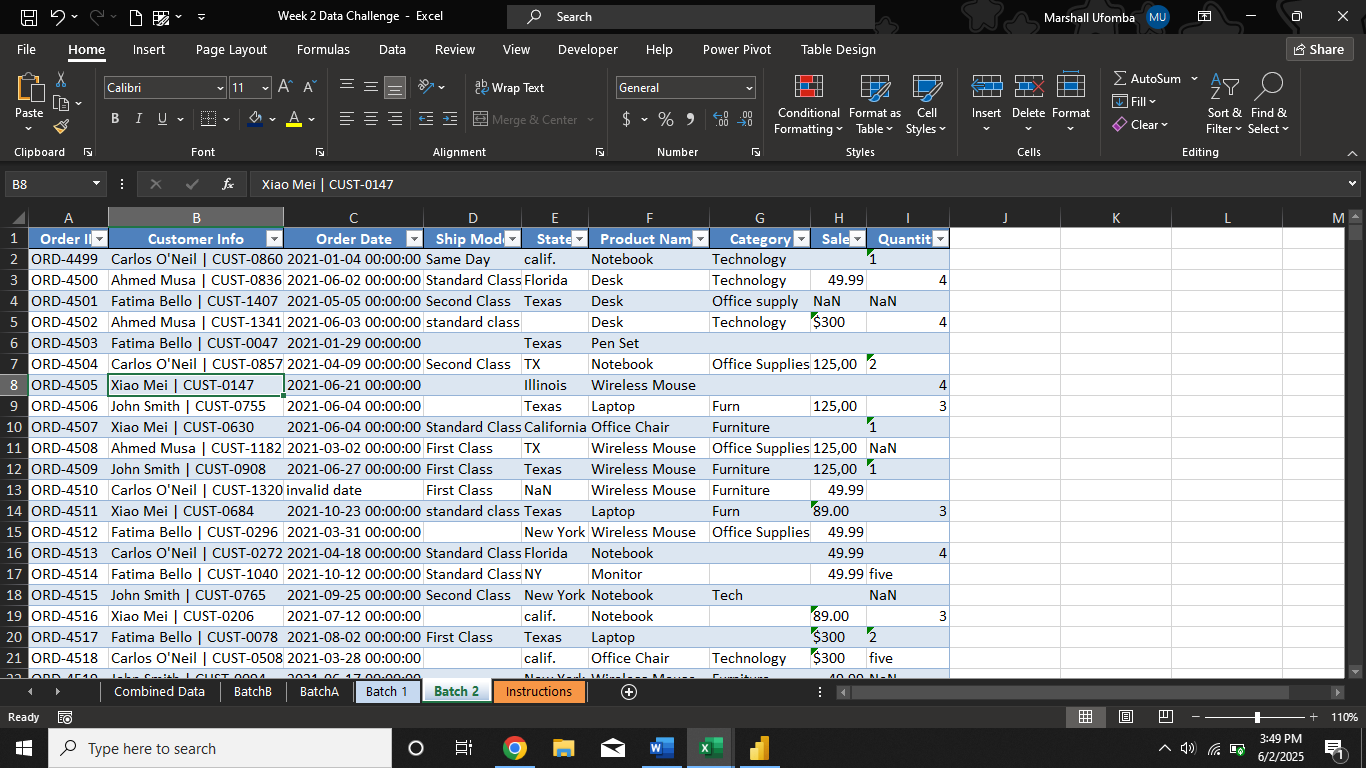 Week 2 Data Challenge - Excel
Search
Marshall Ufomba
MU
File Home Insert Page Layout Formulas Data Review View Developer Help Power Pivot Table Design Share
Paste
Calibri 11
B I U
A A
Wrap Text
Merge & Center
General
$ % 9
Conditional Formatting
Format as Table
Cell Styles
Insert Delete Format
AutoSum
Fill
Clear
Sort & Filter
Find & Select
Clipboard Font Alignment Number Styles Cells Editing
B8 fx Xiao Mei | CUST-0147
A B C D E F G H I J K L M
1 Order I Customer Info Order Date Ship Mod State Product Nam Category Sale Quantit
2 ORD-4499 Carlos O'Neil | CUST-0860 2021-01-04 00:00:00 Same Day calif. Notebook Technology 1
3 ORD-4500 Ahmed Musa | CUST-0836 2021-06-02 00:00:00 Standard Class Florida Desk Technology 49.99 4
4 ORD-4501 Fatima Bello | CUST-1407 2021-05-05 00:00:00 Second Class Texas Desk Office supply NaN NaN
5 ORD-4502 Ahmed Musa | CUST-1341 2021-06-03 00:00:00 standard class Desk Technology $300 4
6 ORD-4503 Fatima Bello | CUST-0047 2021-01-29 00:00:00 Texas Pen Set
7 ORD-4504 Carlos O'Neil | CUST-0857 2021-04-09 00:00:00 Second Class TX Notebook Office Supplies 125,00 2
8 ORD-4505 Xiao Mei | CUST-0147 2021-06-21 00:00:00 Illinois Wireless Mouse 4
9 ORD-4506 John Smith | CUST-0755 2021-06-04 00:00:00 Texas Laptop Furn 125,00 3
10 ORD-4507 Xiao Mei | CUST-0630 2021-06-04 00:00:00 Standard Class California Office Chair Furniture 1
11 ORD-4508 Ahmed Musa | CUST-1182 2021-03-02 00:00:00 First Class TX Wireless Mouse Office Supplies 125,00 NaN
12 ORD-4509 John Smith | CUST-0908 2021-06-27 00:00:00 First Class Texas Wireless Mouse Furniture 125,00 1
13 ORD-4510 Carlos O'Neil | CUST-1320 invalid date First Class NaN Wireless Mouse Furniture 49.99
14 ORD-4511 Xiao Mei | CUST-0684 2021-10-23 00:00:00 standard class Texas Laptop Furn 89.00 3
15 ORD-4512 Fatima Bello | CUST-0296 2021-03-31 00:00:00 New York Wireless Mouse Office Supplies 49.99
16 ORD-4513 Carlos O'Neil | CUST-0272 2021-04-18 00:00:00 Standard Class Florida Notebook 49.99 4
17 ORD-4514 Fatima Bello | CUST-1040 2021-10-12 00:00:00 Standard Class NY Monitor 49.99 five
18 ORD-4515 John Smith | CUST-0765 2021-09-25 00:00:00 Second Class New York Notebook Tech NaN
19 ORD-4516 Xiao Mei | CUST-0206 2021-07-12 00:00:00 calif. Notebook 89.00 3
20 ORD-4517 Fatima Bello | CUST-0078 2021-08-02 00:00:00 First Class Texas Laptop $300 2
21 ORD-4518 Carlos O'Neil | CUST-0508 2021-03-28 00:00:00 calif. Office Chair Technology $300 five
Combined Data BatchB BatchA Batch 1 Batch 2 Instructions
Ready 110%
Type here to search
3:49 PM
6/2/2025
1